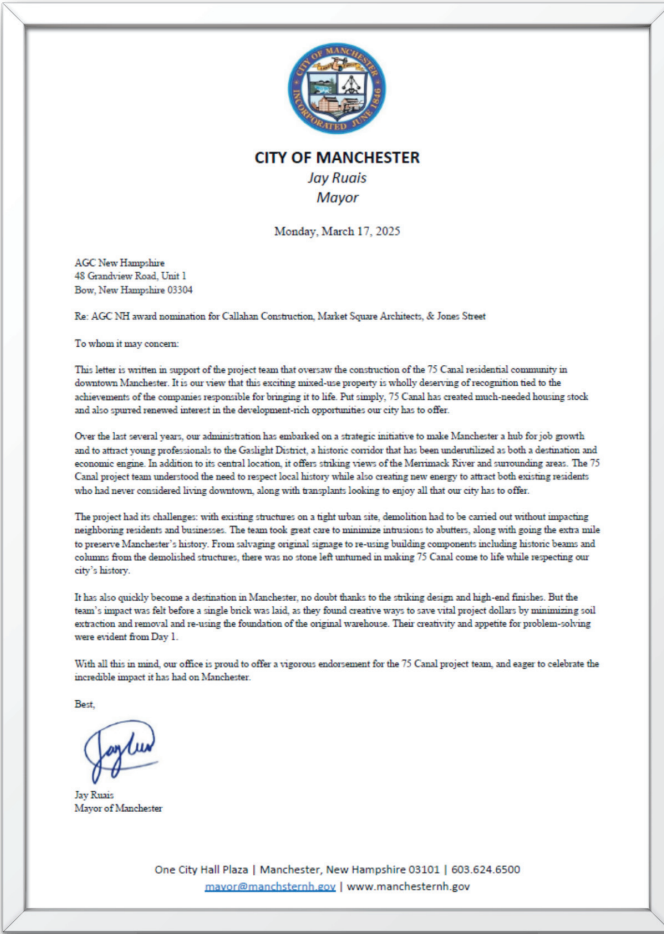 CITY OF MANCHESTER
INCORPORATED JUNE 1846
CITY OF MANCHESTER
Jay Ruais
Mayor
Monday, March 17, 2025
AGC New Hampshire
48 Grandview Road, Unit 1
Bow, New Hampshire 03304
Re: AGC NH award nomination for Callahan Construction, Market Square Architects, & Jones Street
To whom it may concern:
This letter is written in support of the project team that oversaw the construction of the 75 Canal residential community in
downtown Manchester. It is our view that this exciting mixed-use property is wholly deserving of recognition tied to the
achievements of the companies responsible for bringing it to life. Put simply, 75 Canal has created much-needed housing stock
and also spurred renewed interest in the development-rich opportunities our city has to offer.
Over the last several years, our administration has embarked on a strategic initiative to make Manchester a hub for job growth
and to attract young professionals to the Gaslight District, a historic corridor that has been underutilized as both a destination and
economic engine. In addition to its central location, it offers striking views of the Merrimack River and surrounding areas. The 75
Canal project team understood the need to respect local history while also creating new energy to attract both existing residents
who had never considered living downtown, along with transplants looking to enjoy all that our city has to offer.
The project had its challenges: with existing structures on a tight urban site, demolition had to be carried out without impacting
neighboring residents and businesses. The team took great care to minimize intrusions to abutters, along with going the extra mile
to preserve Manchester's history. From salvaging original signage to re-using building components including historic beams and
columns from the demolished structures, there was no stone left unturned in making 75 Canal come to life while respecting our
city's history.
It has also quickly become a destination in Manchester, no doubt thanks to the striking design and high-end finishes. But the
team's impact was felt before a single brick was laid, as they found creative ways to save vital project dollars by minimizing soil
extraction and removal and re-using the foundation of the original warehouse. Their creativity and appetite for problem-solving
were evident from Day 1.
With all this in mind, our office is proud to offer a vigorous endorsement for the 75 Canal project team, and eager to celebrate the
incredible impact it has had on Manchester.
Best,
Jay Ruais
Mayor of Manchester
One City Hall Plaza | Manchester, New Hampshire 03101 | 603.624.6500
mayor@manchsternh.gov | www.manchesternh.gov